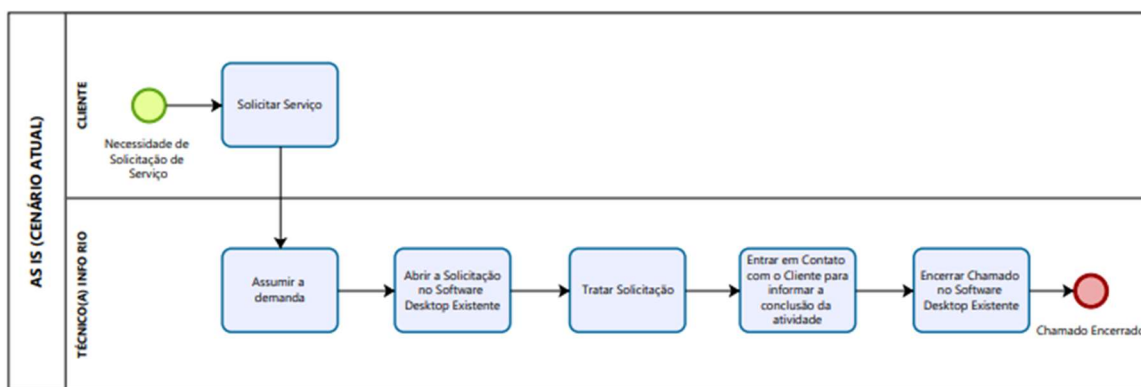 AS IS (CENÁRIO ATUAL)
CLIENTE
Necessidade de
Solicitação de
Serviço
Solicitar Serviço
TÉCNICO(A) INFO RIO
Assumir a
demanda
Abrir a Solicitação
no Software
Desktop Existente
Tratar Solicitação
Entrar em Contato
com o Cliente para
informar a
conclusão da
atividade
Encerrar Chamado
no Software
Desktop Existente
Chamado Encerrado